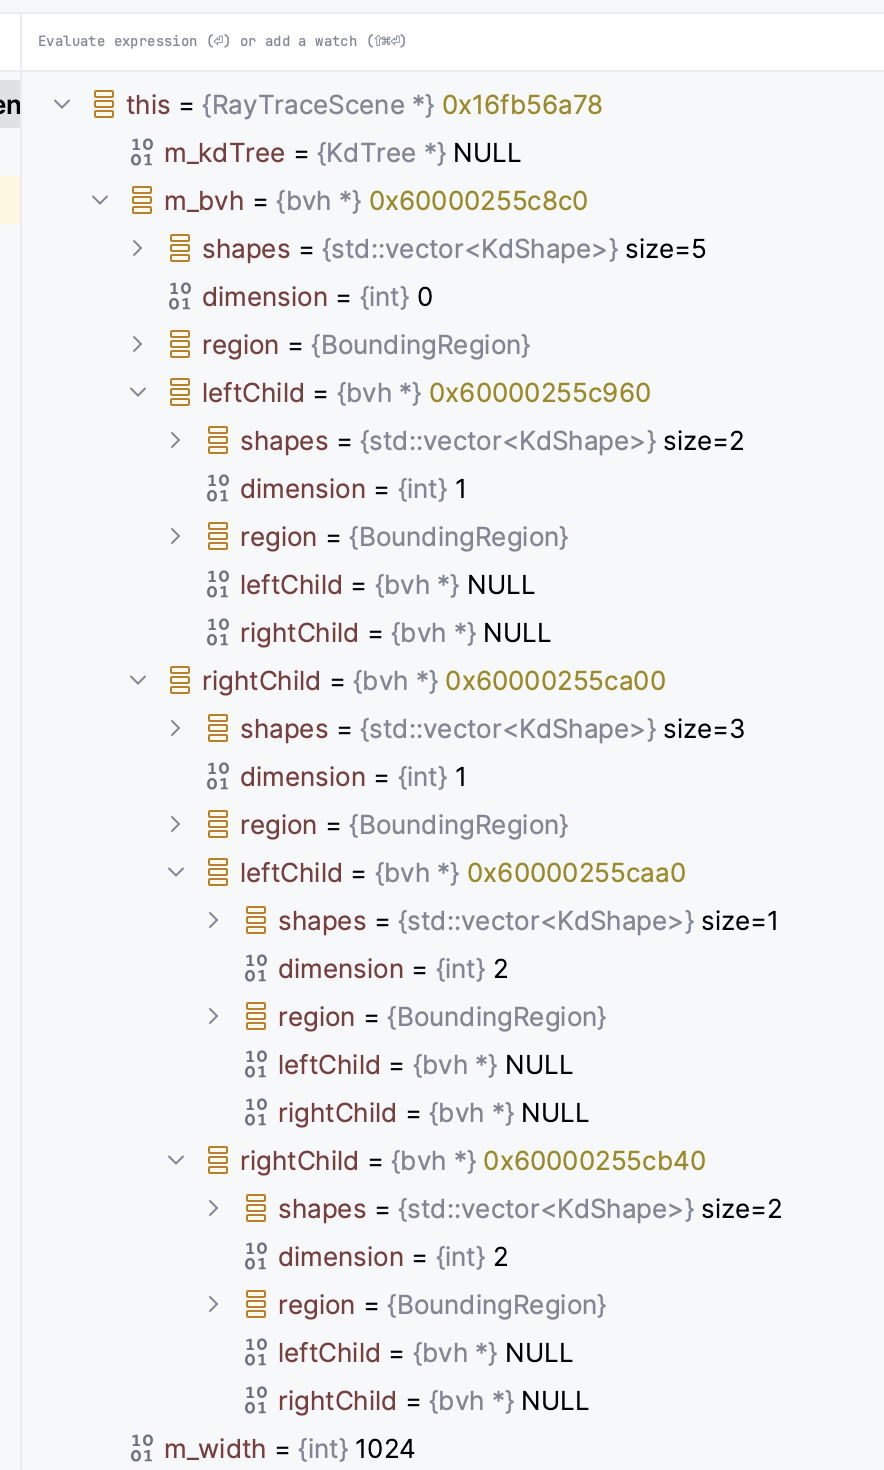 Evaluate expression (⏎) or add a watch (⇧⌘⏎)
en
this = {RayTraceScene *} 0x16fb56a78
m_kdTree = {KdTree *} NULL
m_bvh = {bvh *} 0x60000255c8c0
shapes = {std::vector<KdShape>} size=5
dimension = {int} 0
region = {BoundingRegion}
leftChild = {bvh *} 0x60000255c960
shapes = {std::vector<KdShape>} size=2
dimension = {int} 1
region = {BoundingRegion}
leftChild = {bvh *} NULL
rightChild = {bvh *} NULL
rightChild = {bvh *} 0x60000255ca00
shapes = {std::vector<KdShape>} size=3
dimension = {int} 1
region = {BoundingRegion}
leftChild = {bvh *} 0x60000255caa0
shapes = {std::vector<KdShape>} size=1
dimension = {int} 2
region = {BoundingRegion}
leftChild = {bvh *} NULL
rightChild = {bvh *} NULL
rightChild = {bvh *} 0x60000255cb40
shapes = {std::vector<KdShape>} size=2
dimension = {int} 2
region = {BoundingRegion}
leftChild = {bvh *} NULL
rightChild = {bvh *} NULL
m_width = {int} 1024